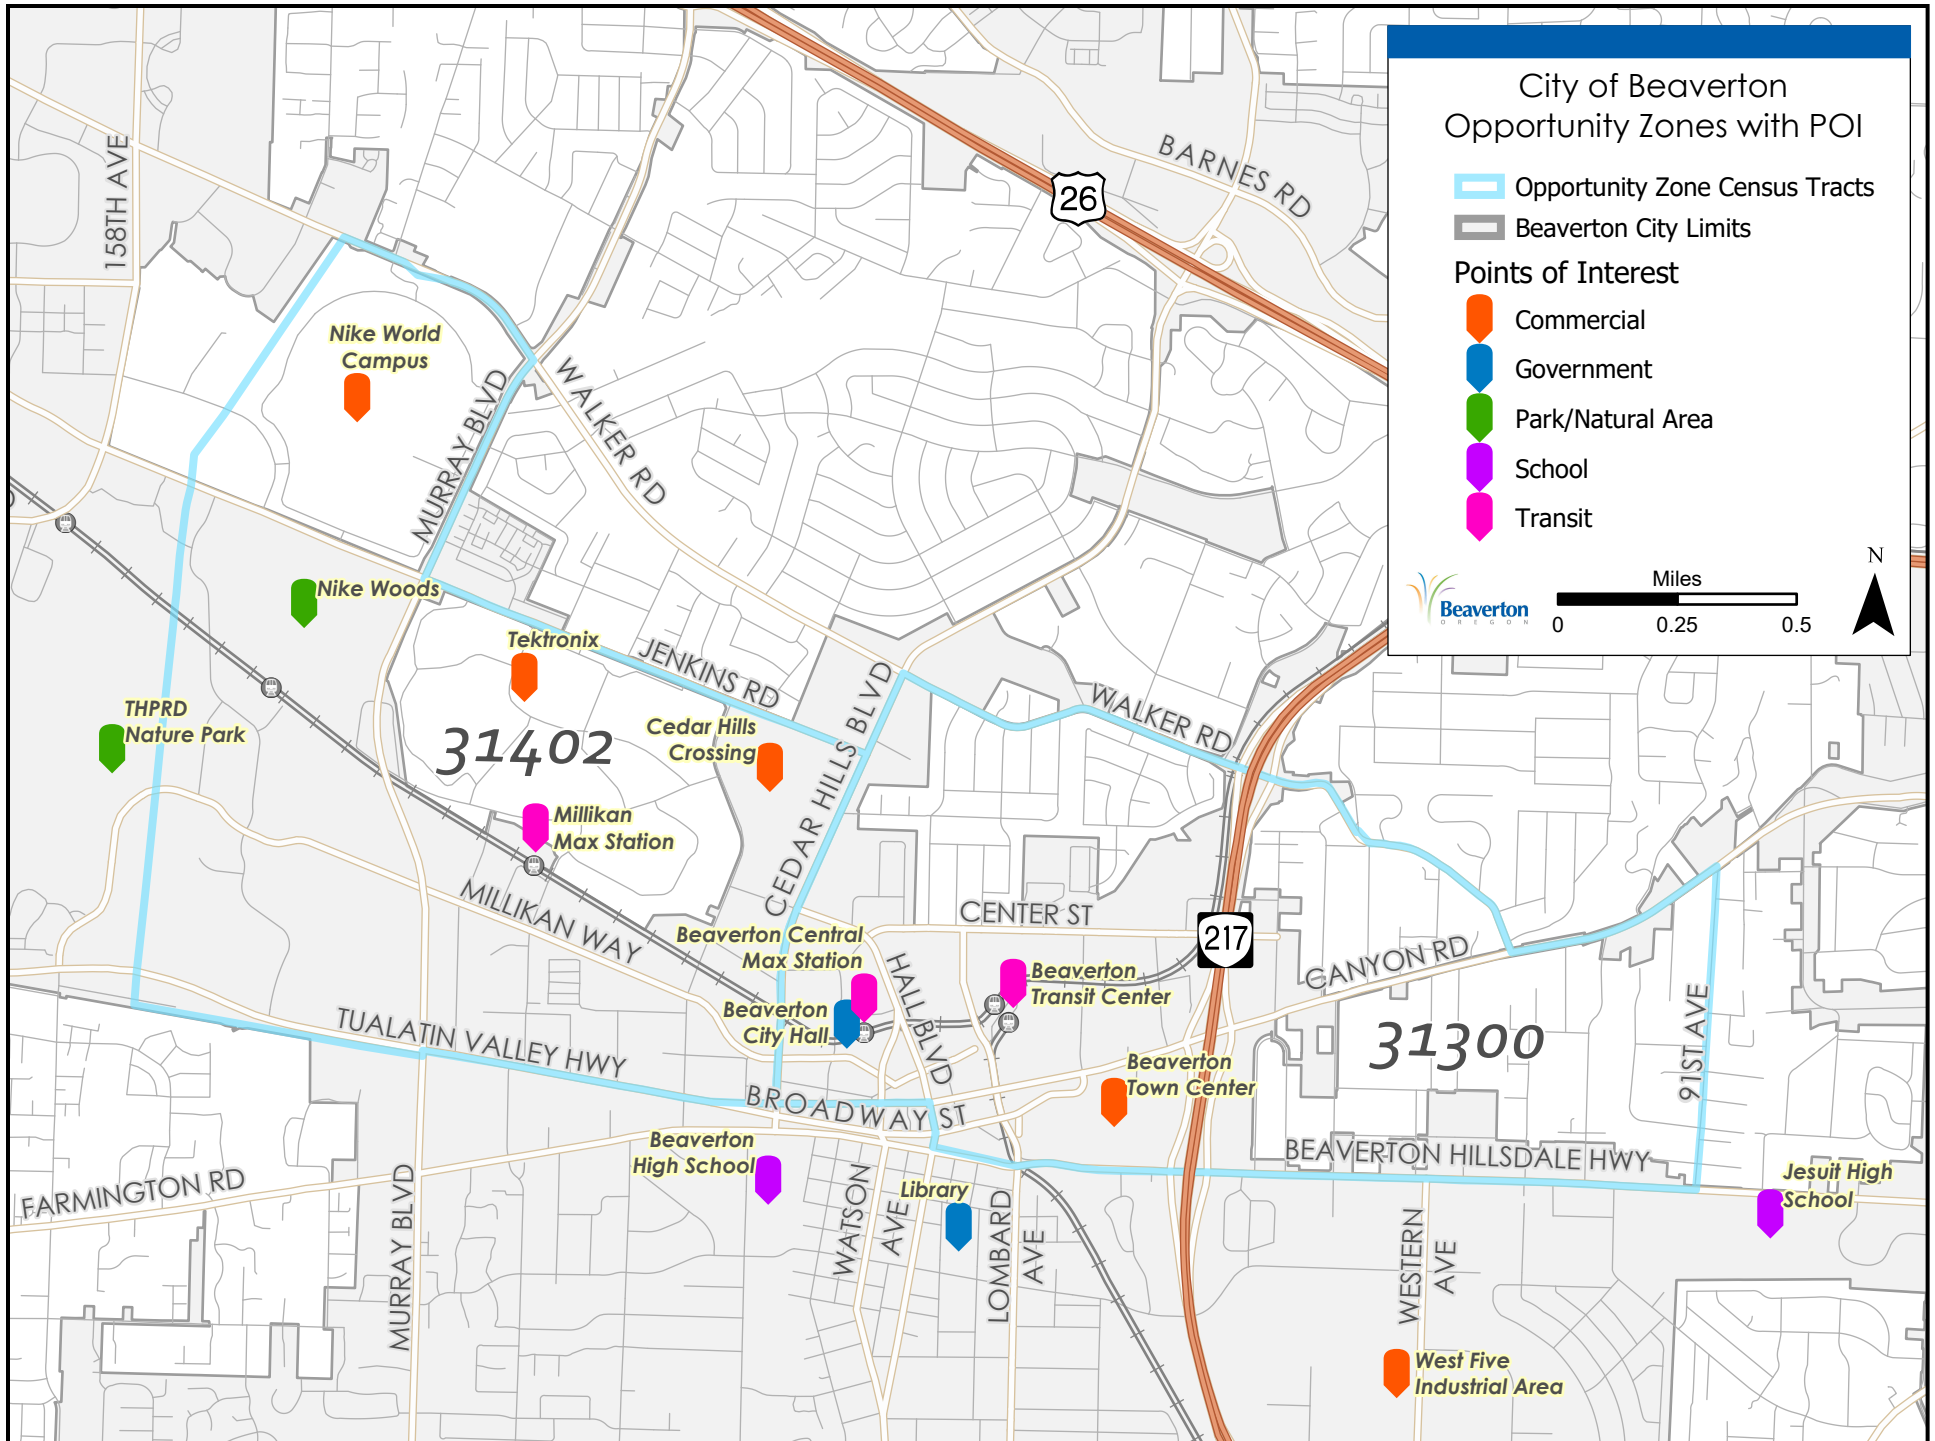 City of Beaverton
Opportunity Zones with POI
Opportunity Zone Census Tracts
Beaverton City Limits
Points of Interest
Commercial
Government
Park/Natural Area
School
Transit
Beaverton
OREGON
Miles
0
0.25
0.5
N
BARNES RD
26
158TH AVE
Nike World
Campus
MURRAY BLVD
WALKER RD
Nike Woods
Tektronix
JENKINS RD
CEDAR HILLS BLVD
WALKER RD
THPRD
Nature Park
31402
Cedar Hills
Crossing
Millikan
Max Station
MILLIKAN WAY
CENTER ST
217
Beaverton Central
Max Station
HALL BLVD
Beaverton
Transit Center
CANYON RD
Beaverton
City Hall
31300
91ST AVE
TUALATIN VALLEY HWY
Beaverton
Town Center
BROADWAY ST
Beaverton
High School
BEAVERTON HILLSDALE HWY
Jesuit High
School
FARMINGTON RD
MURRAY BLVD
WATSON
AVE
Library
LOMBARD
AVE
WESTERN
AVE
West Five
Industrial Area